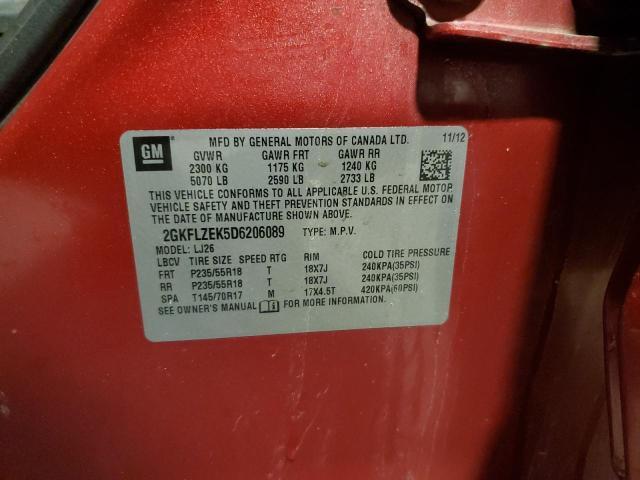 GM
MFD BY GENERAL MOTORS OF CANADA LTD. 11/12
GVWR GAWR FRT GAWR RR
2300 KG 1175 KG 1240 KG
5070 LB 2590 LB 2733 LB
THIS VEHICLE CONFORMS TO ALL APPLICABLE U.S. FEDERAL MOTOR
VEHICLE SAFETY AND THEFT PREVENTION STANDARDS IN EFFECT ON
THE DATE OF MANUFACTURE SHOWN ABOVE.
2GKFLZEK5D6206089 TYPE: M.P.V.
MODEL: LJ26
LBCV TIRE SIZE SPEED RTG RIM COLD TIRE PRESSURE
FRT P235/55R18 T 18X7J 240KPA(35PSI)
RR P235/55R18 T 18X7J 240KPA(35PSI)
SPA T145/70R17 M 17X4.5T 420KPA(60PSI)
SEE OWNER'S MANUAL FOR MORE INFORMATION.